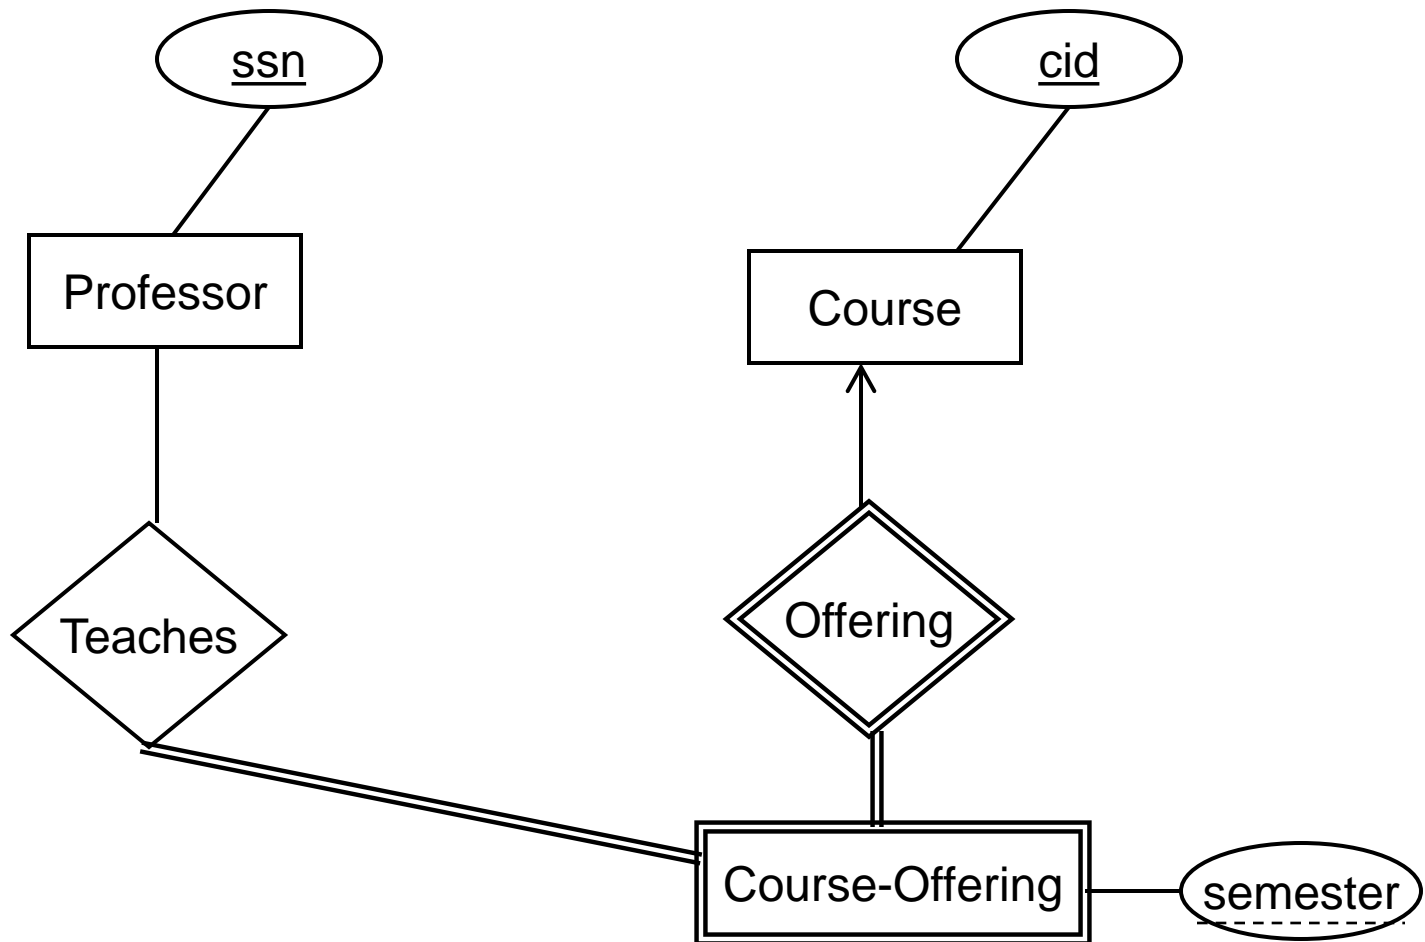 ssn
cid
Professor
Course
Teaches
Offering
Course-Offering
semester